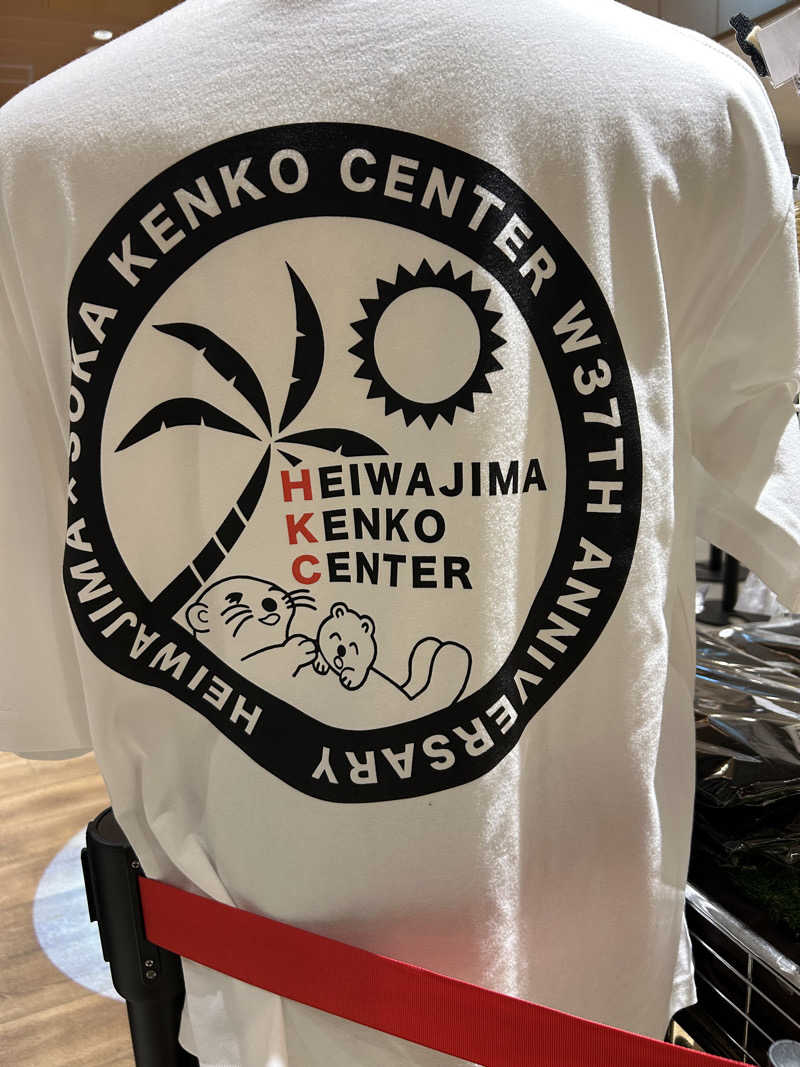 HEIWAJIMA×SOKA KENKO CENTER W37TH ANNIVERSARY
HEIWAJIMA
KENKO
CENTER